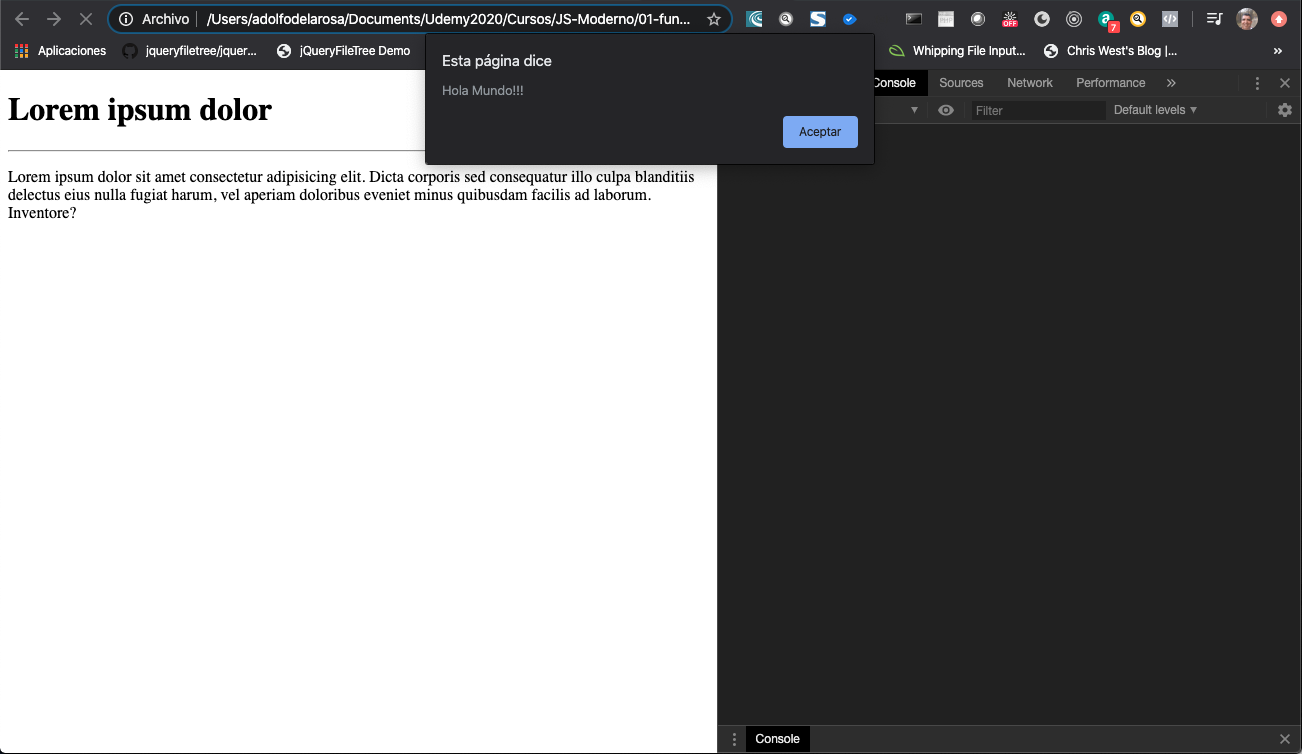 Archivo /Users/adolfodelarosa/Documents/Udemy2020/Cursos/JS-Moderno/01-fun...
OFF
7
Aplicaciones jqueryfiletree/jquer... jQueryFileTree Demo Whipping File Input... Chris West's Blog |... »
Esta página dice
Hola Mundo!!!
Aceptar
Console Sources Network Performance »
Filter Default levels ▼
Lorem ipsum dolor
Lorem ipsum dolor sit amet consectetur adipisicing elit. Dicta corporis sed consequatur illo culpa blanditiis
delectus eius nulla fugiat harum, vel aperiam doloribus eveniet minus quibusdam facilis ad laborum.
Inventore?
Console